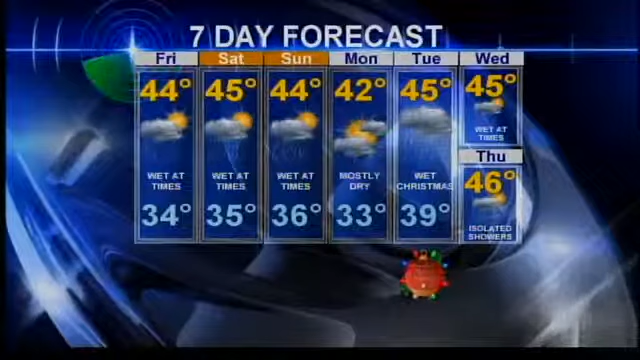 7 DAY FORECAST
Fri Sat Sun Mon Tue Wed
44° 45° 44° 42° 45° 45°
WET AT TIMES
WET AT TIMES
WET AT TIMES
MOSTLY DRY
WET CHRISTMAS
WET AT TIMES
34° 35° 36° 33° 39°
Thu
46°
ISOLATED SHOWERS